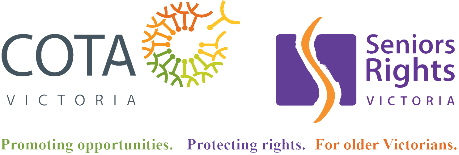 COTA
VICTORIA
Seniors
Rights
VICTORIA
Promoting opportunities. Protecting rights. For older Victorians.